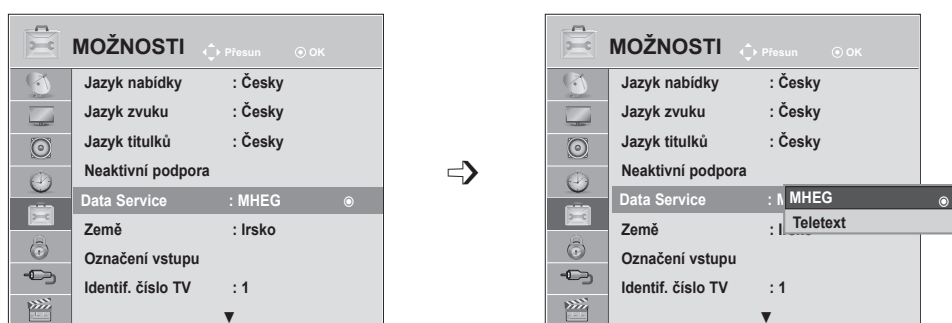 MOŽNOSTI Přesun OK
Jazyk nabídky : Česky
Jazyk zvuku : Česky
Jazyk titulků : Česky
Neaktivní podpora
Data Service : MHEG
Země : Irsko
Označení vstupu
Identif. číslo TV : 1
MOŽNOSTI Přesun OK
Jazyk nabídky : Česky
Jazyk zvuku : Česky
Jazyk titulků : Česky
Neaktivní podpora
Data Service : MHEG
Teletext
Země
Označení vstupu
Identif. číslo TV : 1